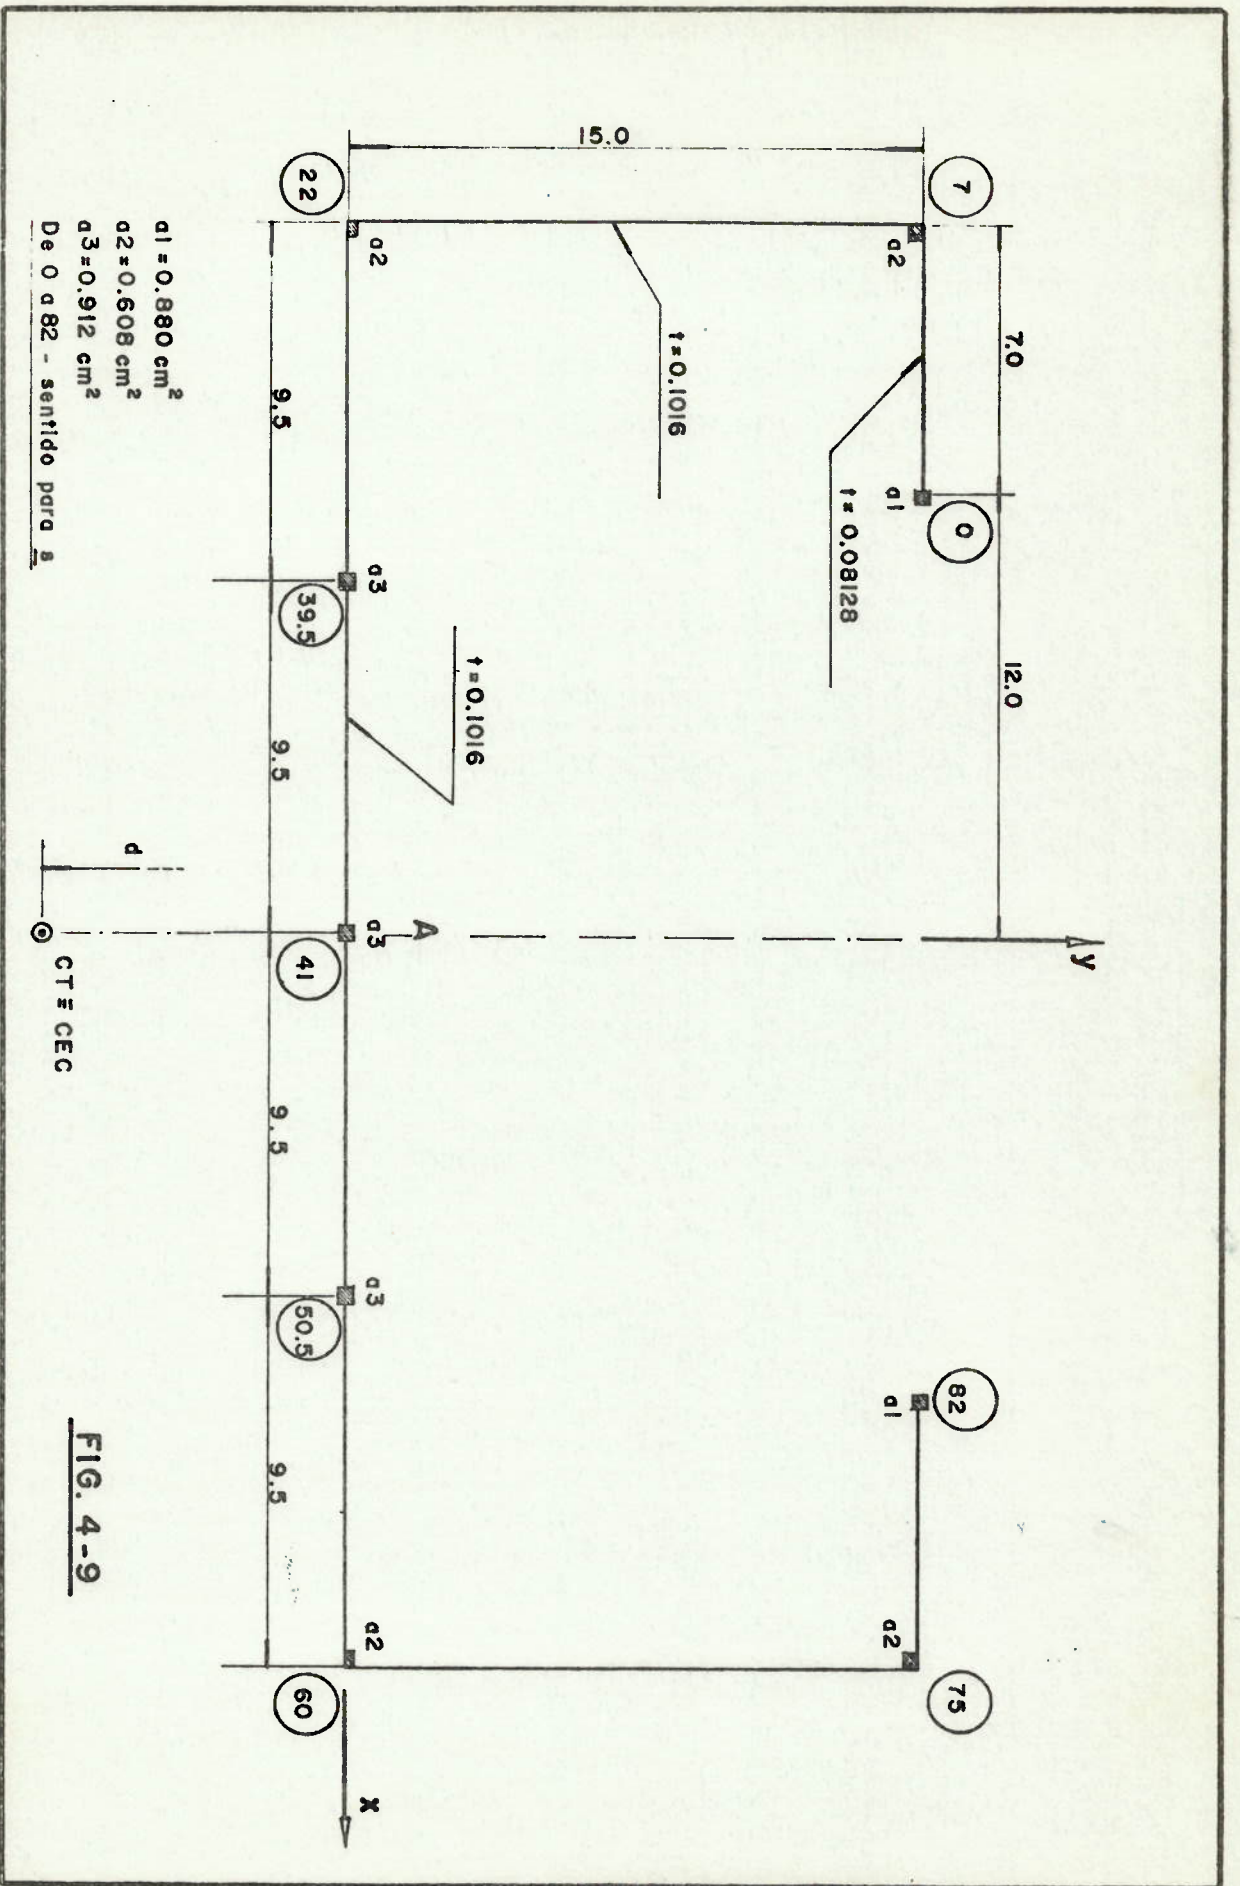 y
7.0
12.0
7
0
82
75
a2
a1
a1
a2
t=0.08128
15.0
t=0.1016
t=0.1016
A
a2
a3
a3
a3
a2
x
22
39.5
41
50.5
60
9.5
9.5
9.5
9.5
a1=0.880 cm²
a2=0.608 cm²
a3=0.912 cm²
De 0 a 82 - sentido para s
d
CT≡CEC
FIG. 4-9